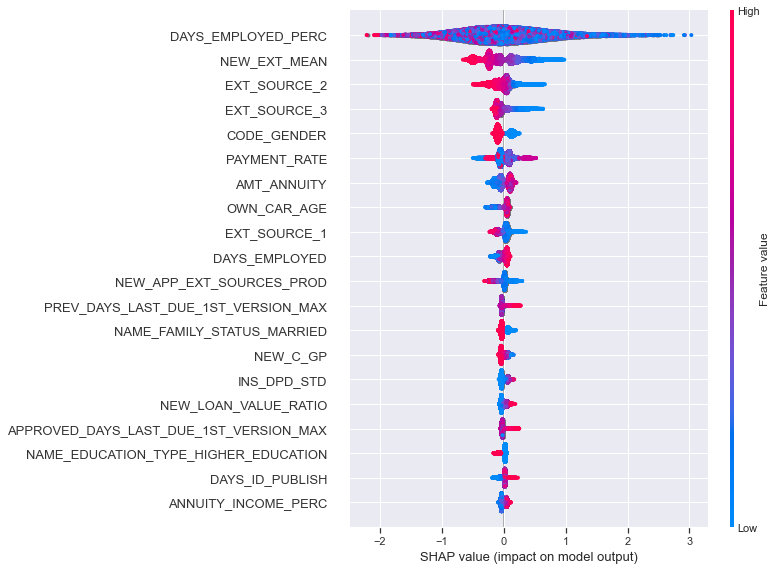 High
DAYS_EMPLOYED_PERC
NEW_EXT_MEAN
EXT_SOURCE_2
EXT_SOURCE_3
CODE_GENDER
PAYMENT_RATE
AMT_ANNUITY
OWN_CAR_AGE
EXT_SOURCE_1
DAYS_EMPLOYED
NEW_APP_EXT_SOURCES_PROD
PREV_DAYS_LAST_DUE_1ST_VERSION_MAX
NAME_FAMILY_STATUS_MARRIED
NEW_C_GP
INS_DPD_STD
NEW_LOAN_VALUE_RATIO
APPROVED_DAYS_LAST_DUE_1ST_VERSION_MAX
NAME_EDUCATION_TYPE_HIGHER_EDUCATION
DAYS_ID_PUBLISH
ANNUITY_INCOME_PERC
Feature value
Low
−2 −1 0 1 2 3
SHAP value (impact on model output)